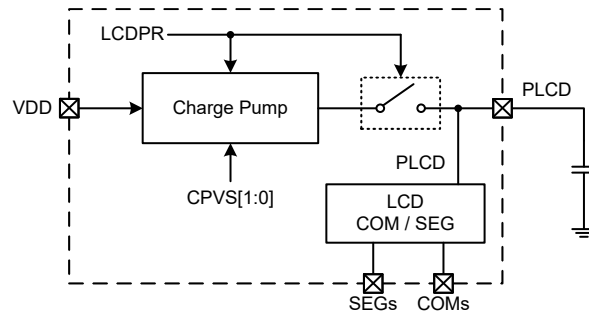 LCDPR
PLCD
VDD
Charge Pump
PLCD
CPVS[1:0]
LCD
COM / SEG
SEGs
COMs